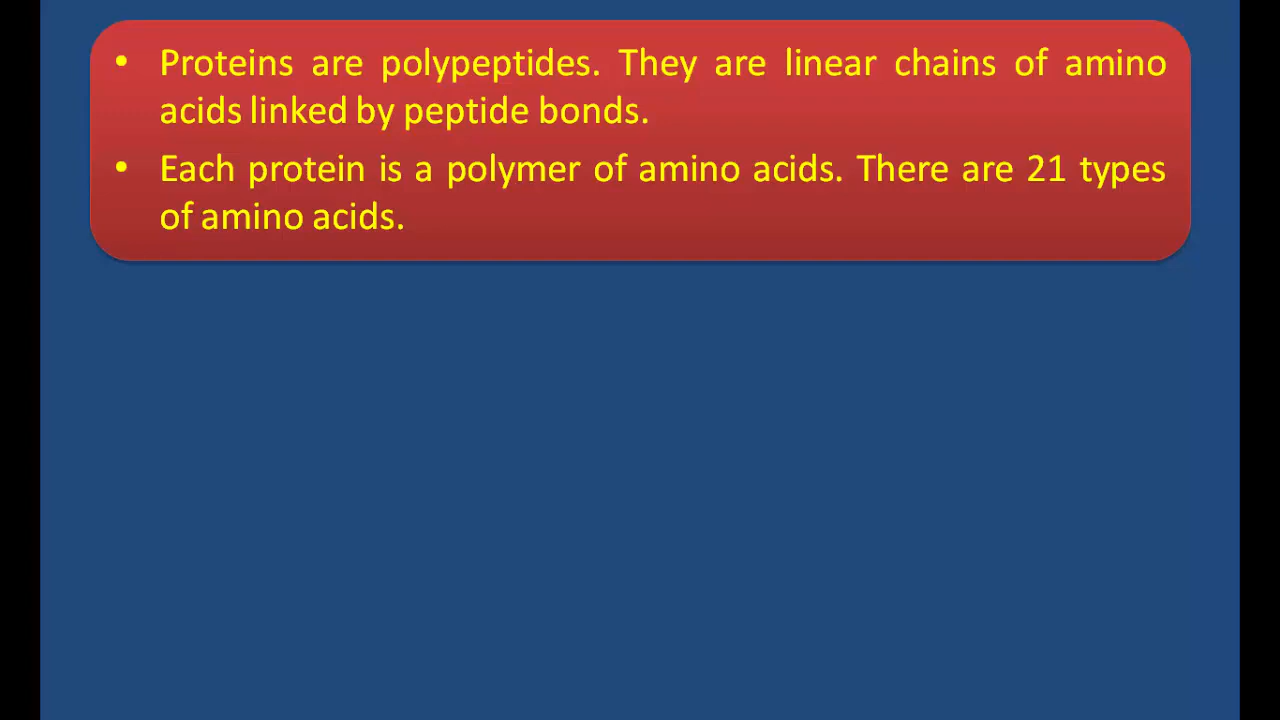 • Proteins are polypeptides. They are linear chains of amino
acids linked by peptide bonds.
• Each protein is a polymer of amino acids. There are 21 types
of amino acids.